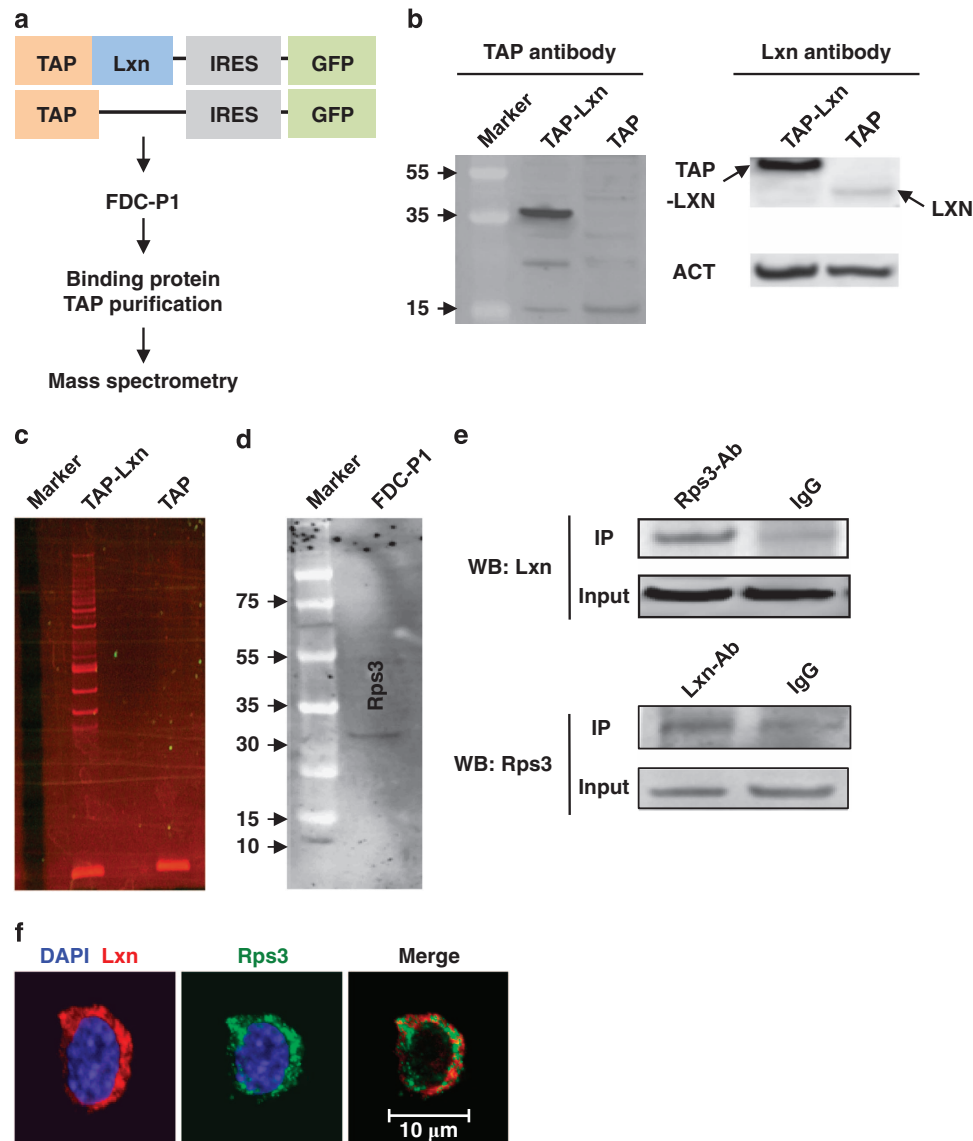 a
TAP Lxn IRES GFP
TAP IRES GFP
FDC-P1
Binding protein
TAP purification
Mass spectrometry
b
TAP antibody
Marker TAP-Lxn TAP
55
35
15
Lxn antibody
TAP-Lxn TAP
TAP
-LXN
LXN
ACT
c
Marker TAP-Lxn TAP
d
Marker FDC-P1
75
55
35
30
15
10
Rps3
e
Rps3-Ab IgG
WB: Lxn
IP
Input
Lxn-Ab IgG
WB: Rps3
IP
Input
f
DAPI Lxn Rps3 Merge
10 μm